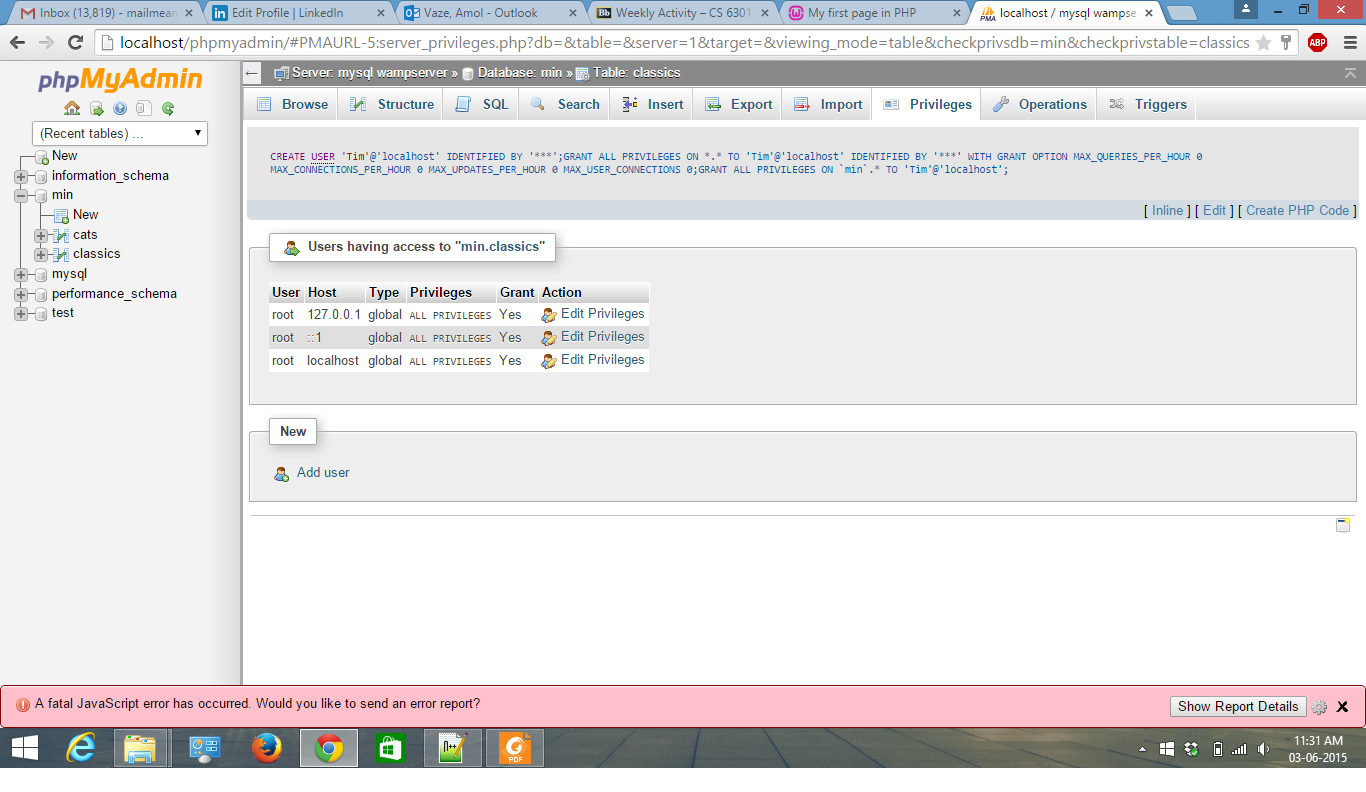 Inbox (13,819) - mailmean
Edit Profile | LinkedIn
Vaze, Amol - Outlook
Bb Weekly Activity – CS 6301
My first page in PHP
PMA localhost / mysql wampse
localhost/phpmyadmin/#PMAURL-5:server_privileges.php?db=&table=&server=1&target=&viewing_mode=table&checkprivsdb=min&checkprivstable=classics
ABP
phpMyAdmin
(Recent tables) ...
New
information_schema
min
New
cats
classics
mysql
performance_schema
test
Server: mysql wampserver » Database: min » Table: classics
Browse Structure SQL Search Insert Export Import Privileges Operations Triggers
CREATE USER 'Tim'@'localhost' IDENTIFIED BY '***';GRANT ALL PRIVILEGES ON *.* TO 'Tim'@'localhost' IDENTIFIED BY '***' WITH GRANT OPTION MAX_QUERIES_PER_HOUR 0
MAX_CONNECTIONS_PER_HOUR 0 MAX_UPDATES_PER_HOUR 0 MAX_USER_CONNECTIONS 0;GRANT ALL PRIVILEGES ON `min`.* TO 'Tim'@'localhost';
[ Inline ] [ Edit ] [ Create PHP Code ]
Users having access to "min.classics"
User Host Type Privileges Grant Action
root 127.0.0.1 global ALL PRIVILEGES Yes Edit Privileges
root ::1 global ALL PRIVILEGES Yes Edit Privileges
root localhost global ALL PRIVILEGES Yes Edit Privileges
New
Add user
A fatal JavaScript error has occurred. Would you like to send an error report?
Show Report Details
N++
PDF
11:31 AM
03-06-2015